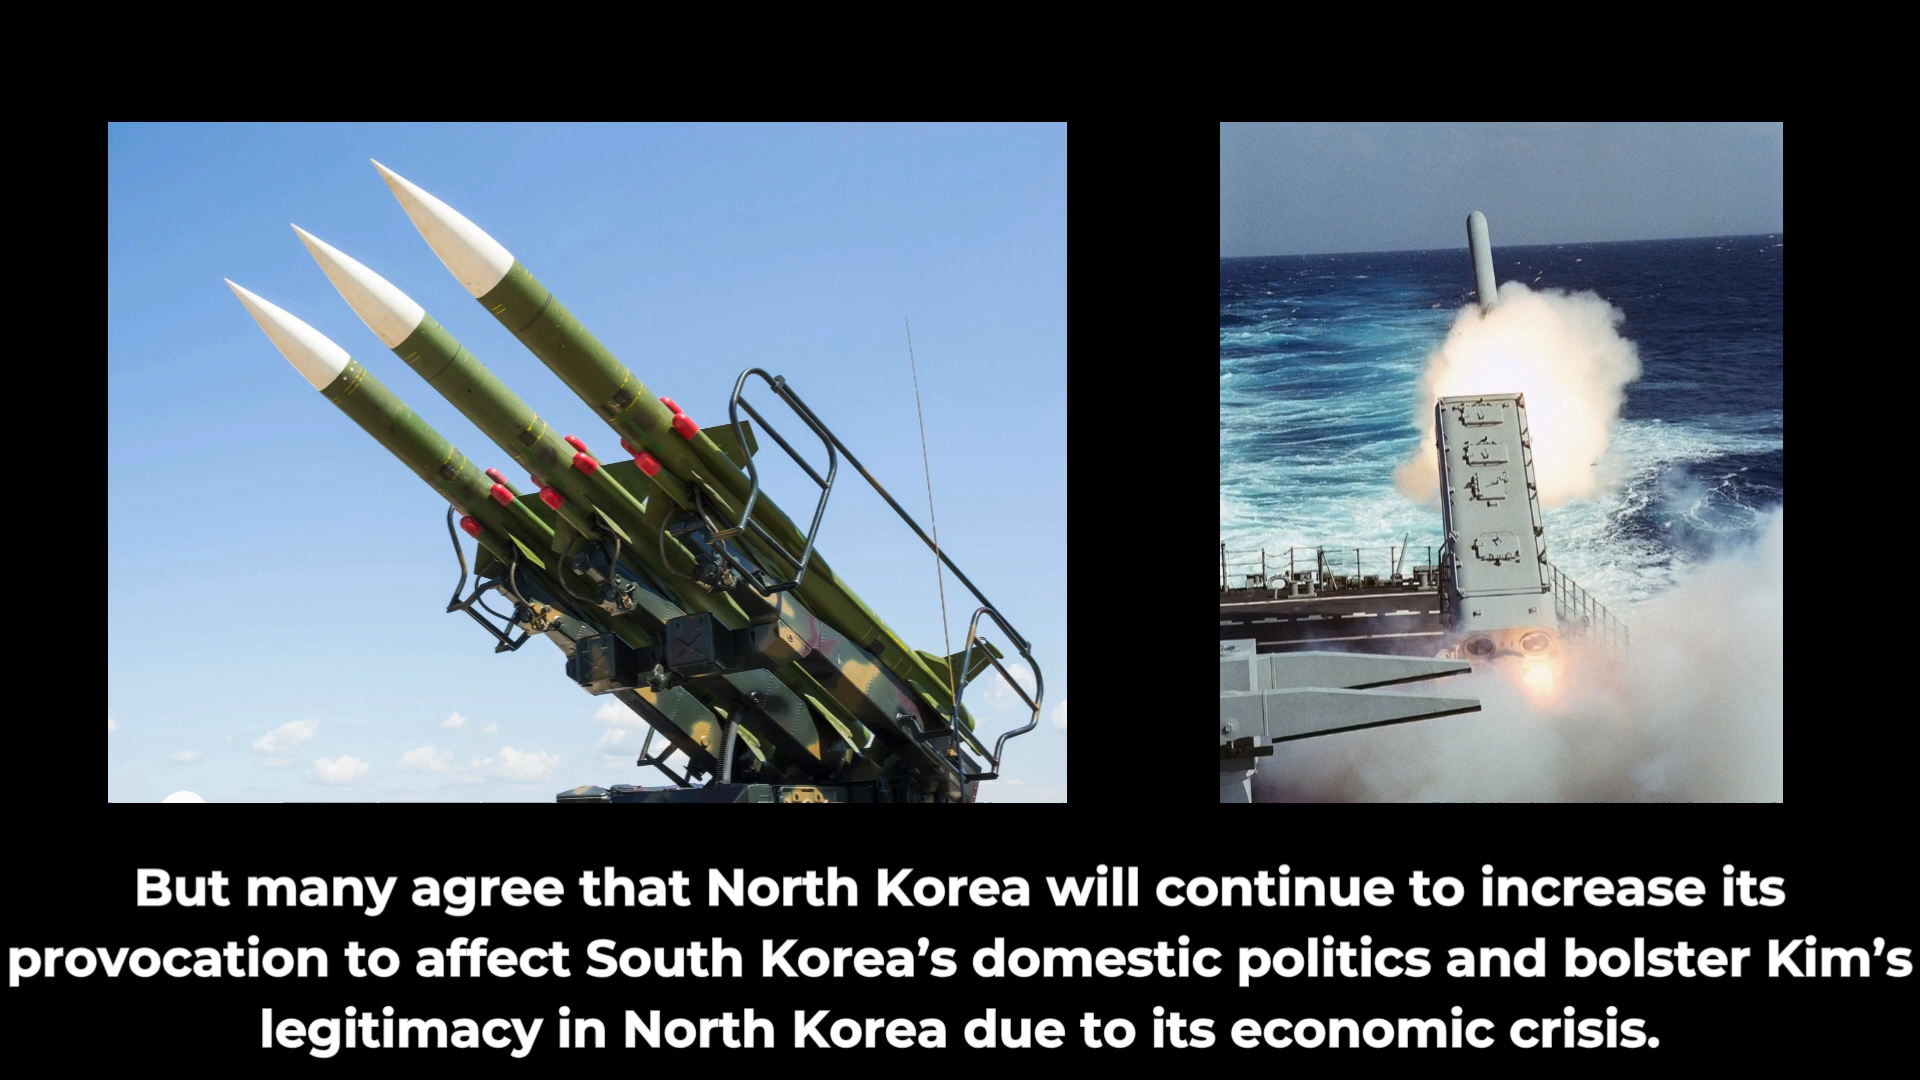 But many agree that North Korea will continue to increase its
provocation to affect South Korea’s domestic politics and bolster Kim’s
legitimacy in North Korea due to its economic crisis.